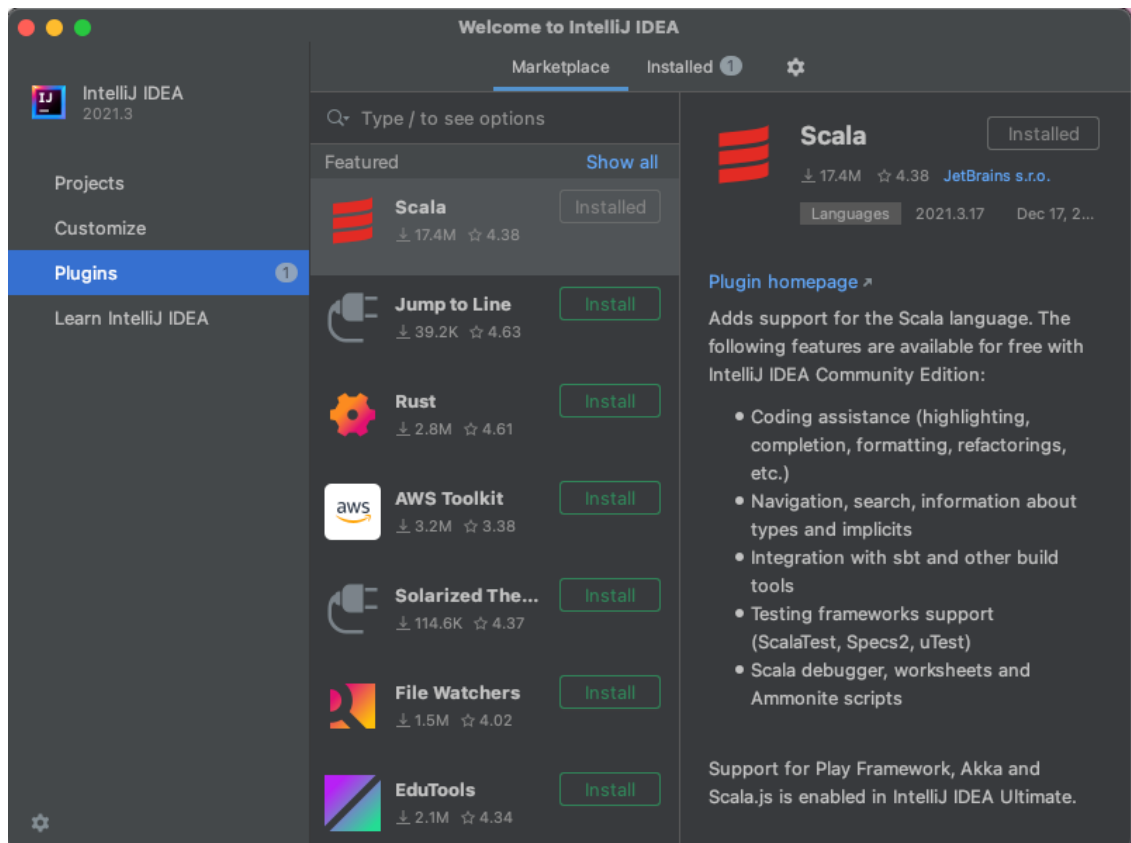 Welcome to IntelliJ IDEA
IntelliJ IDEA
2021.3
Projects
Customize
Plugins 1
Learn IntelliJ IDEA
Marketplace Installed 1
Type / to see options
Featured Show all
Scala Installed
17.4M 4.38
Jump to Line Install
39.2K 4.63
Rust Install
2.8M 4.61
aws
AWS Toolkit Install
3.2M 3.38
Solarized The... Install
114.6K 4.37
File Watchers Install
1.5M 4.02
EduTools Install
2.1M 4.34
Scala Installed
17.4M 4.38 JetBrains s.r.o.
Languages 2021.3.17 Dec 17, 2...
Plugin homepage ↗
Adds support for the Scala language. The
following features are available for free with
IntelliJ IDEA Community Edition:
• Coding assistance (highlighting,
completion, formatting, refactorings,
etc.)
• Navigation, search, information about
types and implicits
• Integration with sbt and other build
tools
• Testing frameworks support
(ScalaTest, Specs2, uTest)
• Scala debugger, worksheets and
Ammonite scripts
Support for Play Framework, Akka and
Scala.js is enabled in IntelliJ IDEA Ultimate.